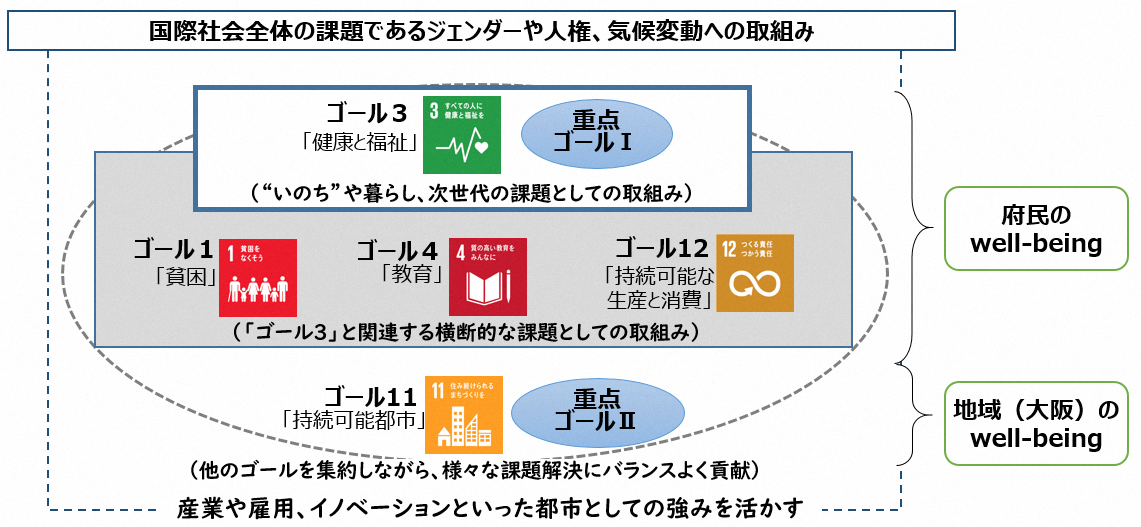 国際社会全体の課題であるジェンダーや人権、気候変動への取組み
ゴール３
「健康と福祉」
3 すべての人に
健康と福祉を
重点
ゴールⅠ
（“いのち”や暮らし、次世代の課題としての取組み）
ゴール１
「貧困」
1 貧困を
なくそう
ゴール４
「教育」
4 質の高い教育を
みんなに
ゴール12
「持続可能な
生産と消費」
12 つくる責任
つかう責任
（「ゴール３」と関連する横断的な課題としての取組み）
ゴール11
「持続可能都市」
11 住み続けられる
まちづくりを
重点
ゴールⅡ
（他のゴールを集約しながら、様々な課題解決にバランスよく貢献）
産業や雇用、イノベーションといった都市としての強みを活かす
府民の
well-being
地域（大阪）の
well-being